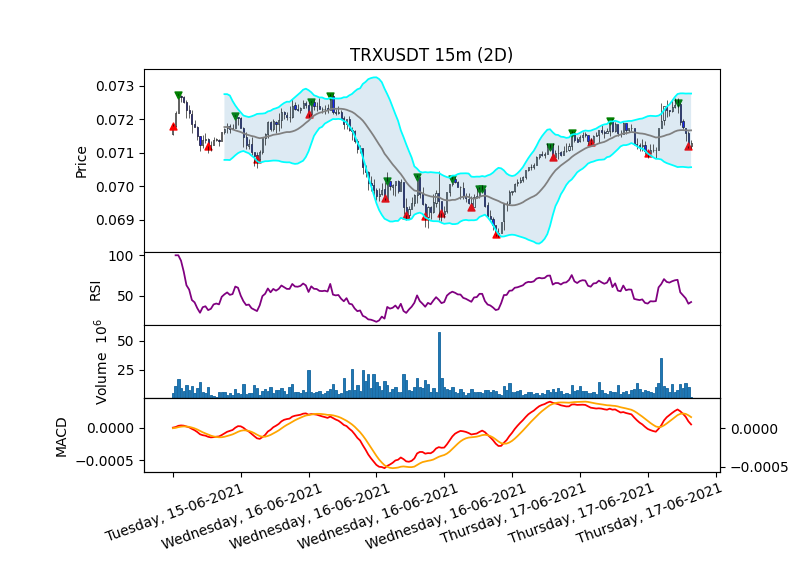 TRXUSDT 15m (2D)
0.073
0.072
0.071
0.070
0.069
Price
100
50
RSI
50
25
Volume 10^6
0.0000
−0.0005
MACD
0.0000
−0.0005
Tuesday, 15-06-2021
Wednesday, 16-06-2021
Wednesday, 16-06-2021
Wednesday, 16-06-2021
Wednesday, 16-06-2021
Thursday, 17-06-2021
Thursday, 17-06-2021
Thursday, 17-06-2021